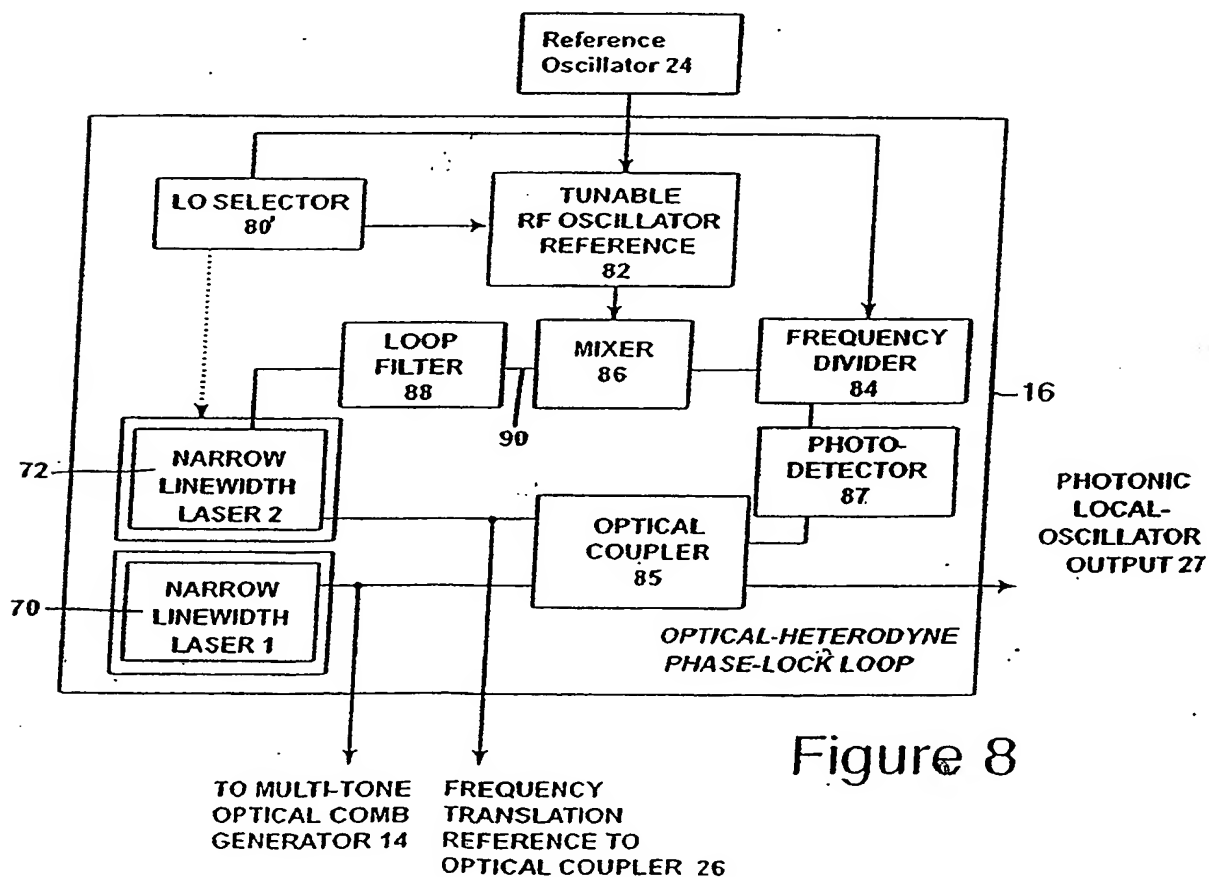 Reference
Oscillator 24
LO SELECTOR
80'
TUNABLE
RF OSCILLATOR
REFERENCE
82
LOOP
FILTER
88
MIXER
86
FREQUENCY
DIVIDER
84
16
90
PHOTO-
DETECTOR
87
72
NARROW
LINEWIDTH
LASER 2
OPTICAL
COUPLER
85
PHOTONIC
LOCAL-
OSCILLATOR
OUTPUT 27
70
NARROW
LINEWIDTH
LASER 1
OPTICAL-HETERODYNE
PHASE-LOCK LOOP
Figure 8
TO MULTI-TONE
OPTICAL COMB
GENERATOR 14
FREQUENCY
TRANSLATION
REFERENCE TO
OPTICAL COUPLER 26